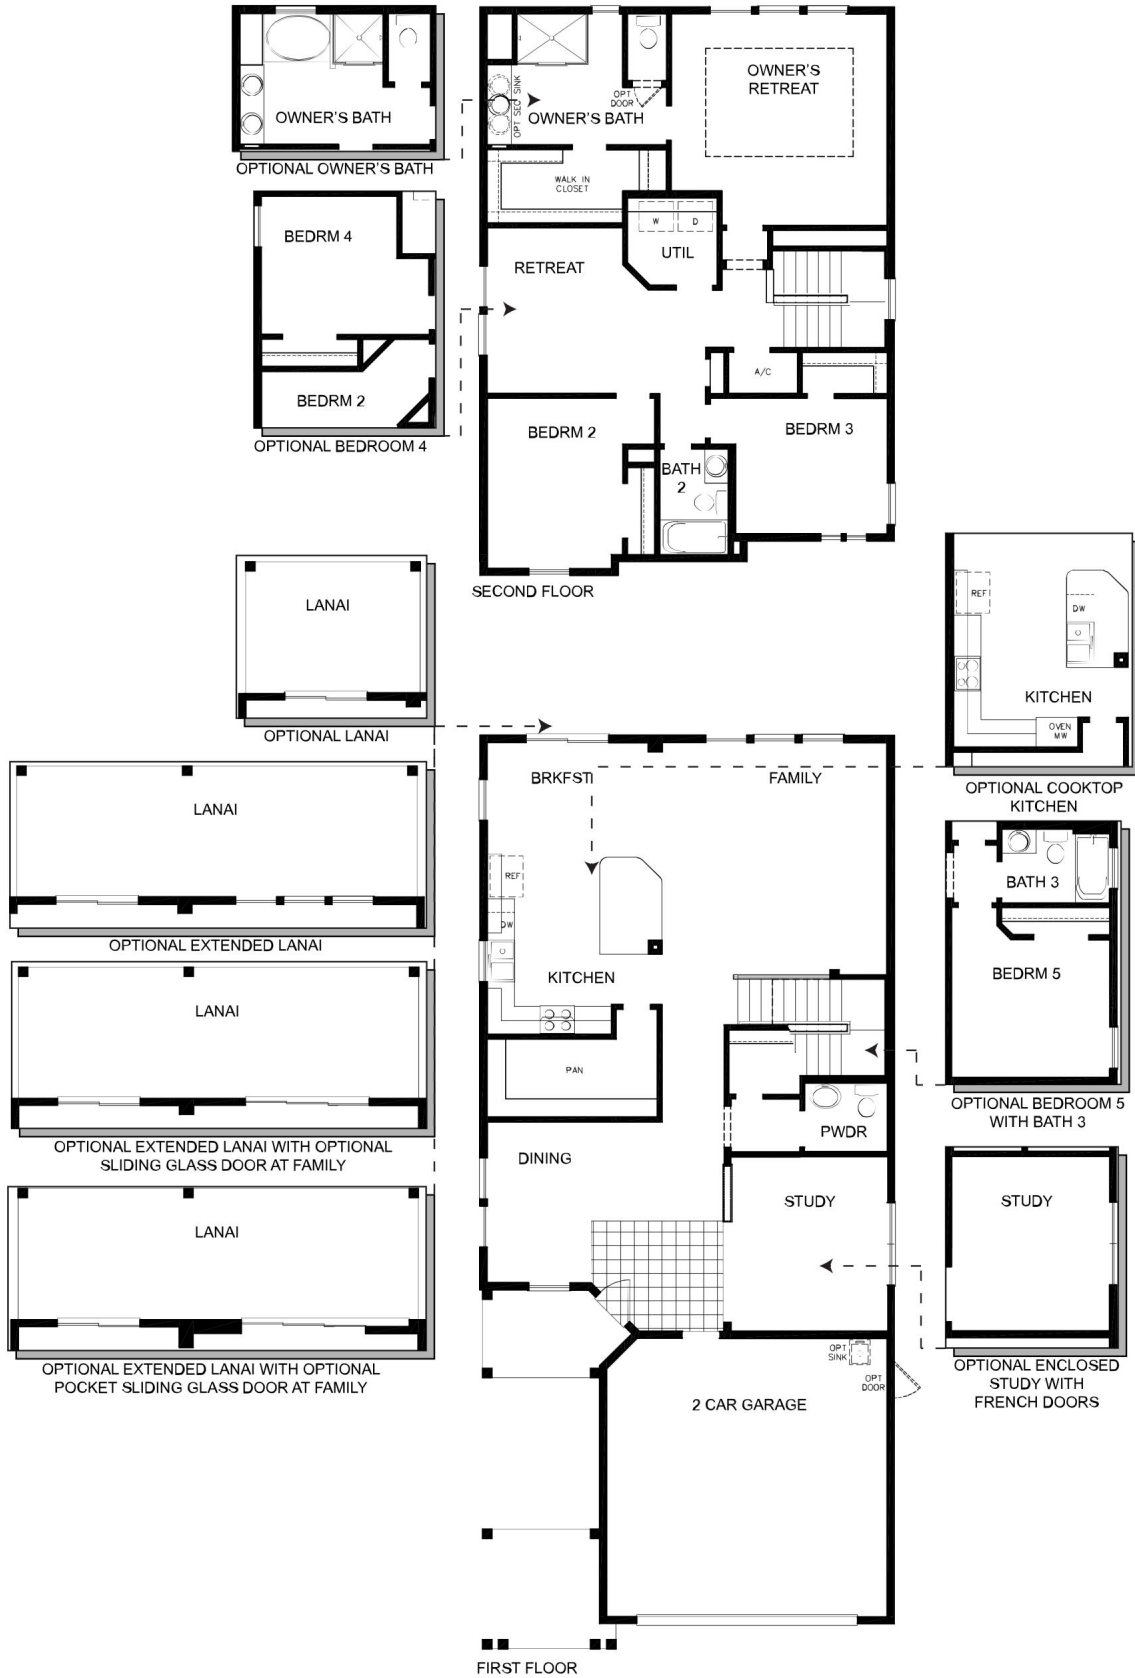 OWNER'S BATH
OPTIONAL OWNER'S BATH
BEDRM 4
BEDRM 2
OPTIONAL BEDROOM 4
OWNER'S
RETREAT
OPT
DOOR
OPT SEC SINK
OWNER'S BATH
WALK IN
CLOSET
W
D
UTIL
RETREAT
A/C
BEDRM 2
BEDRM 3
BATH
2
SECOND FLOOR
LANAI
OPTIONAL LANAI
LANAI
OPTIONAL EXTENDED LANAI
LANAI
OPTIONAL EXTENDED LANAI WITH OPTIONAL
SLIDING GLASS DOOR AT FAMILY
LANAI
OPTIONAL EXTENDED LANAI WITH OPTIONAL
POCKET SLIDING GLASS DOOR AT FAMILY
BRKFST
FAMILY
REF
DW
KITCHEN
PAN
DINING
PWDR
STUDY
OPT
SINK
OPT
DOOR
2 CAR GARAGE
FIRST FLOOR
REF
DW
KITCHEN
OVEN
MW
OPTIONAL COOKTOP
KITCHEN
BATH 3
BEDRM 5
OPTIONAL BEDROOM 5
WITH BATH 3
STUDY
OPTIONAL ENCLOSED
STUDY WITH
FRENCH DOORS